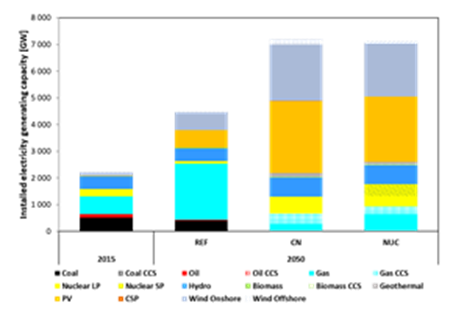 Installed electricity generating capacity [GW]
8 000
7 000
6 000
5 000
4 000
3 000
2 000
1 000
0
REF CN NUC
2015 2050
Coal Coal CCS Oil Oil CCS Gas Gas CCS
Nuclear LP Nuclear SP Hydro Biomass Biomass CCS Geothermal
PV CSP Wind Onshore Wind Offshore